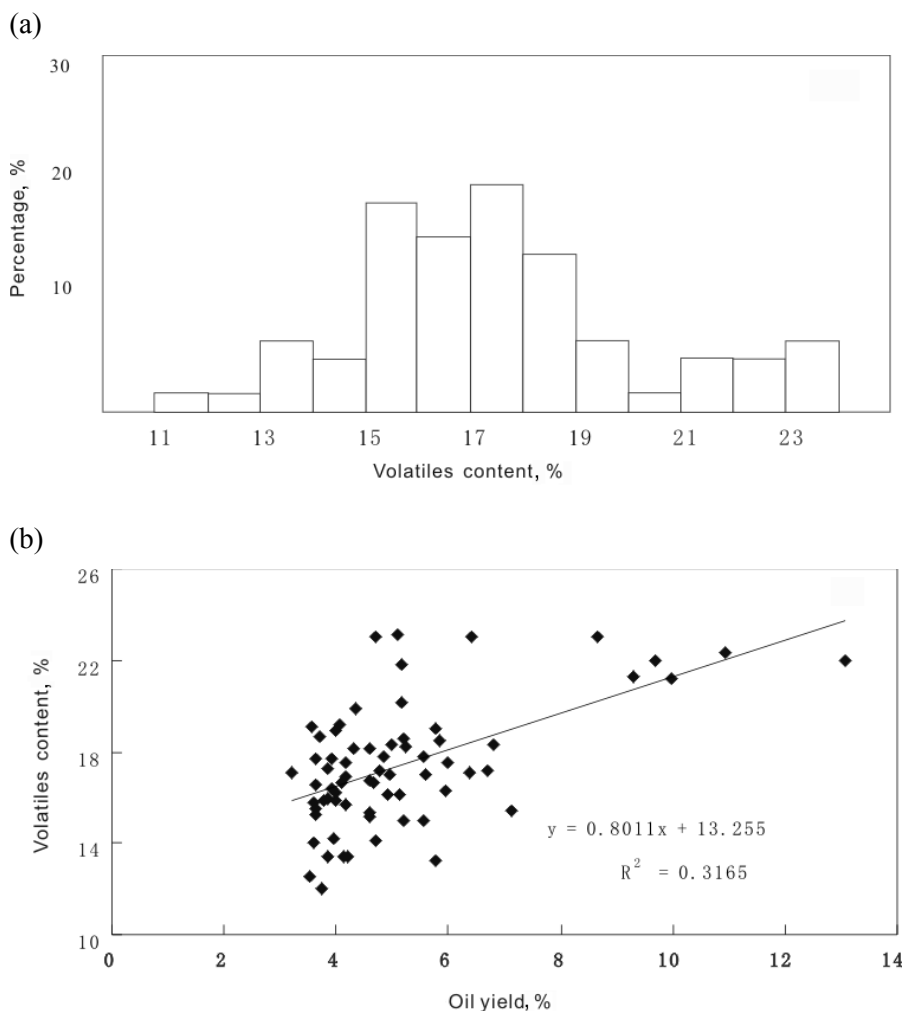 (a)
30
20
10
Percentage, %
11 13 15 17 19 21 23
Volatiles content, %
(b)
26
22
18
14
10
Volatiles content, %
y = 0.8011x + 13.255
R² = 0.3165
0 2 4 6 8 10 12 14
Oil yield, %